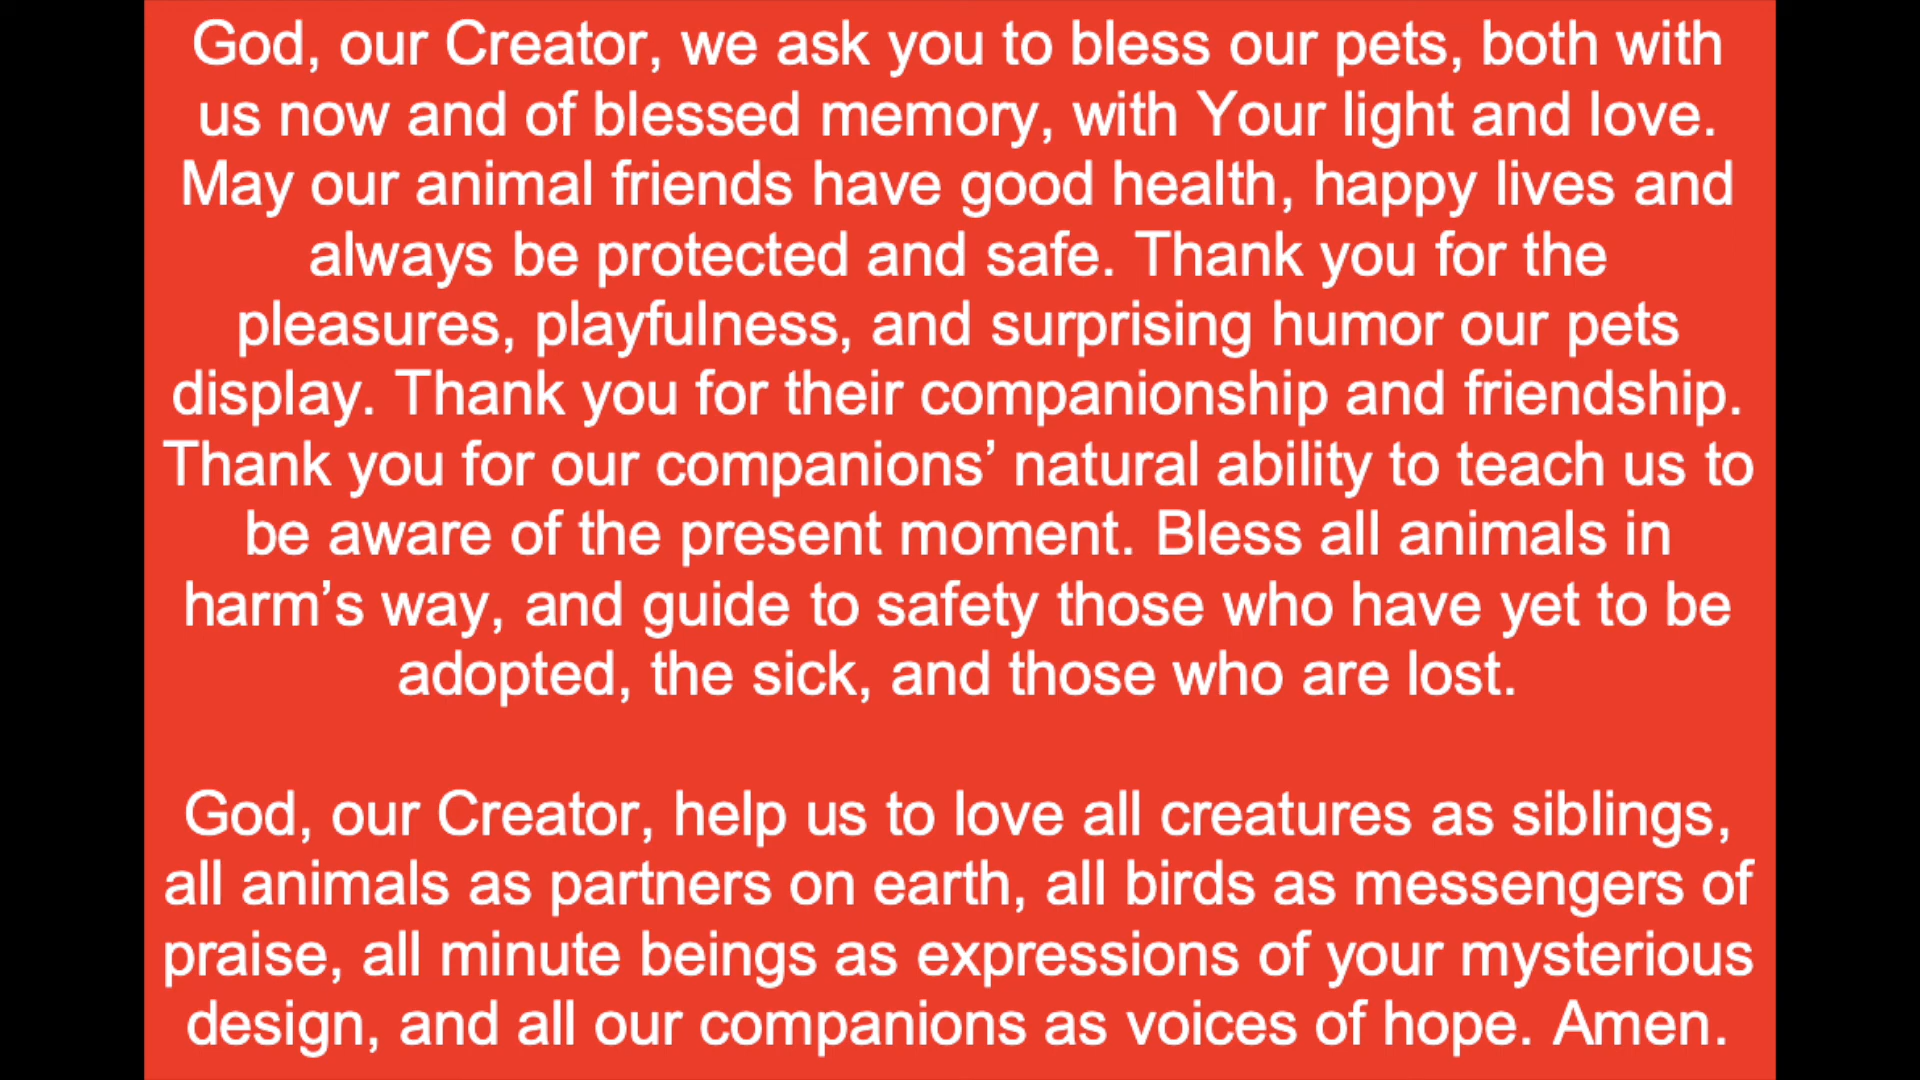 God, our Creator, we ask you to bless our pets, both with
us now and of blessed memory, with Your light and love.
May our animal friends have good health, happy lives and
always be protected and safe. Thank you for the
pleasures, playfulness, and surprising humor our pets
display. Thank you for their companionship and friendship.
Thank you for our companions’ natural ability to teach us to
be aware of the present moment. Bless all animals in
harm’s way, and guide to safety those who have yet to be
adopted, the sick, and those who are lost.
God, our Creator, help us to love all creatures as siblings,
all animals as partners on earth, all birds as messengers of
praise, all minute beings as expressions of your mysterious
design, and all our companions as voices of hope. Amen.